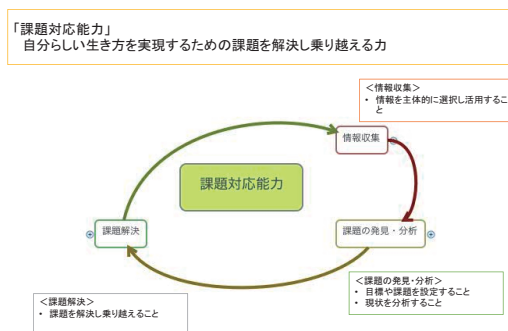 「課題対応能力」
自分らしい生き方を実現するための課題を解決し乗り越える力
＜情報収集＞
• 情報を主体的に選択し活用するこ
と
情報収集
課題対応能力
課題解決
課題の発見・分析
＜課題の発見・分析＞
• 目標や課題を設定すること
• 現状を分析すること
＜課題解決＞
• 課題を解決し乗り越えること